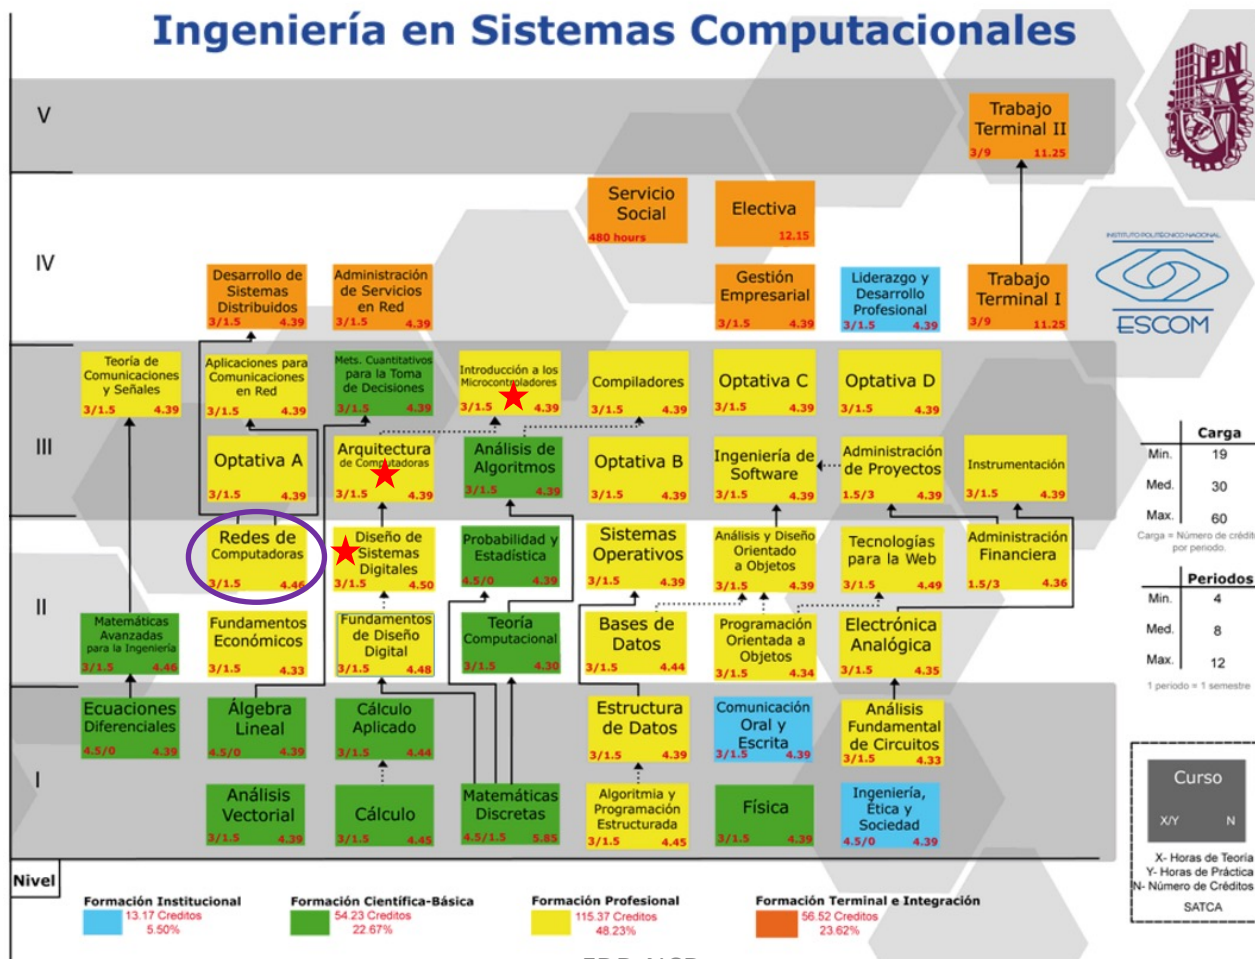 Ingeniería en Sistemas Computacionales
V
Trabajo
Terminal II
3/9 11.25
IPN
IV
Servicio
Social
480 hours
Electiva
12.15
Desarrollo de
Sistemas
Distribuidos
3/1.5 4.39
Administración
de Servicios
en Red
3/1.5 4.39
Gestión
Empresarial
3/1.5 4.39
Liderazgo y
Desarrollo
Profesional
3/1.5 4.39
Trabajo
Terminal I
3/9 11.25
INSTITUTO POLITÉCNICO NACIONAL
ESCOM
III
Teoría de
Comunicaciones
y Señales
3/1.5 4.39
Aplicaciones para
Comunicaciones
en Red
3/1.5 4.39
Mets. Cuantitativos
para la Toma
de Decisiones
3/1.5 4.39
Introducción a los
Microcontroladores
3/1.5 4.39
Compiladores
3/1.5 4.39
Optativa C
3/1.5 4.39
Optativa D
3/1.5 4.39
Optativa A
3/1.5 4.39
Arquitectura
de Computadoras
3/1.5 4.39
Análisis de
Algoritmos
3/1.5 4.39
Optativa B
3/1.5 4.39
Ingeniería de
Software
3/1.5 4.39
Administración
de Proyectos
1.5/3 4.39
Instrumentación
3/1.5 4.39
II
Redes de
Computadoras
3/1.5 4.46
Diseño de
Sistemas
Digitales
3/1.5 4.50
Probabilidad y
Estadística
4.5/0 4.39
Sistemas
Operativos
3/1.5 4.39
Análisis y Diseño
Orientado
a Objetos
3/1.5 4.39
Tecnologías
para la Web
3/1.5 4.49
Administración
Financiera
1.5/3 4.36
Matemáticas
Avanzadas
para la Ingeniería
3/1.5 4.46
Fundamentos
Económicos
3/1.5 4.33
Fundamentos
de Diseño
Digital
3/1.5 4.48
Teoría
Computacional
3/1.5 4.30
Bases de
Datos
3/1.5 4.44
Programación
Orientada a
Objetos
3/1.5 4.34
Electrónica
Analógica
3/1.5 4.35
I
Ecuaciones
Diferenciales
4.5/0 4.39
Álgebra
Lineal
4.5/0 4.39
Cálculo
Aplicado
3/1.5 4.44
Estructura
de Datos
3/1.5 4.39
Comunicación
Oral y
Escrita
3/1.5 4.39
Análisis
Fundamental
de Circuitos
3/1.5 4.33
Análisis
Vectorial
3/1.5 4.39
Cálculo
3/1.5 4.45
Matemáticas
Discretas
4.5/1.5 5.85
Algoritmia y
Programación
Estructurada
3/1.5 4.45
Física
3/1.5 4.39
Ingeniería,
Ética y
Sociedad
4.5/0 4.39
Nivel
Carga
Min. 19
Med. 30
Max. 60
Carga = Número de crédit
por periodo.
Periodos
Min. 4
Med. 8
Max. 12
1 periodo = 1 semestre
Curso
X/Y N
X- Horas de Teoría
Y- Horas de Práctica
N- Número de Créditos
SATCA
Formación Institucional
13.17 Creditos
5.50%
Formación Científica-Básica
54.23 Creditos
22.67%
Formación Profesional
115.37 Creditos
48.23%
Formación Terminal e Integración
56.52 Creditos
23.62%